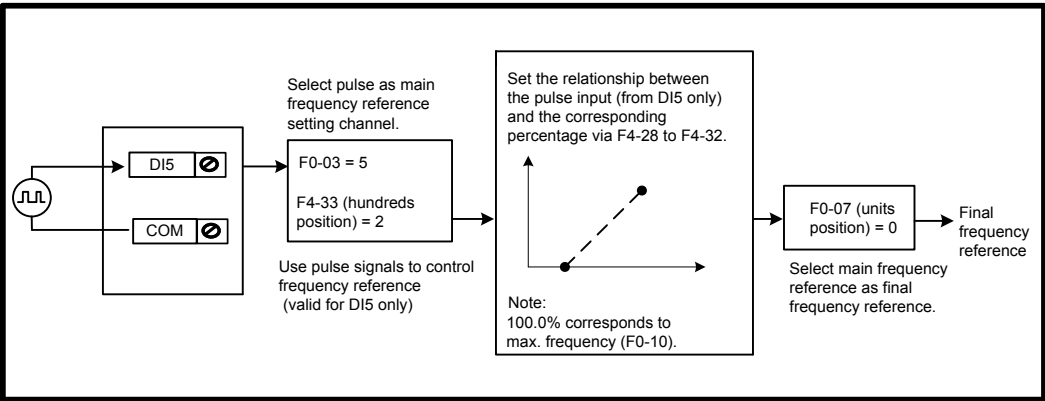 DI5
COM
Select pulse as main
frequency reference
setting channel.
F0-03 = 5
F4-33 (hundreds
position) = 2
Use pulse signals to control
frequency reference
(valid for DI5 only)
Set the relationship between
the pulse input (from DI5 only)
and the corresponding
percentage via F4-28 to F4-32.
Note:
100.0% corresponds to
max. frequency (F0-10).
F0-07 (units
position) = 0
Select main frequency
reference as final
frequency reference.
Final
frequency
reference